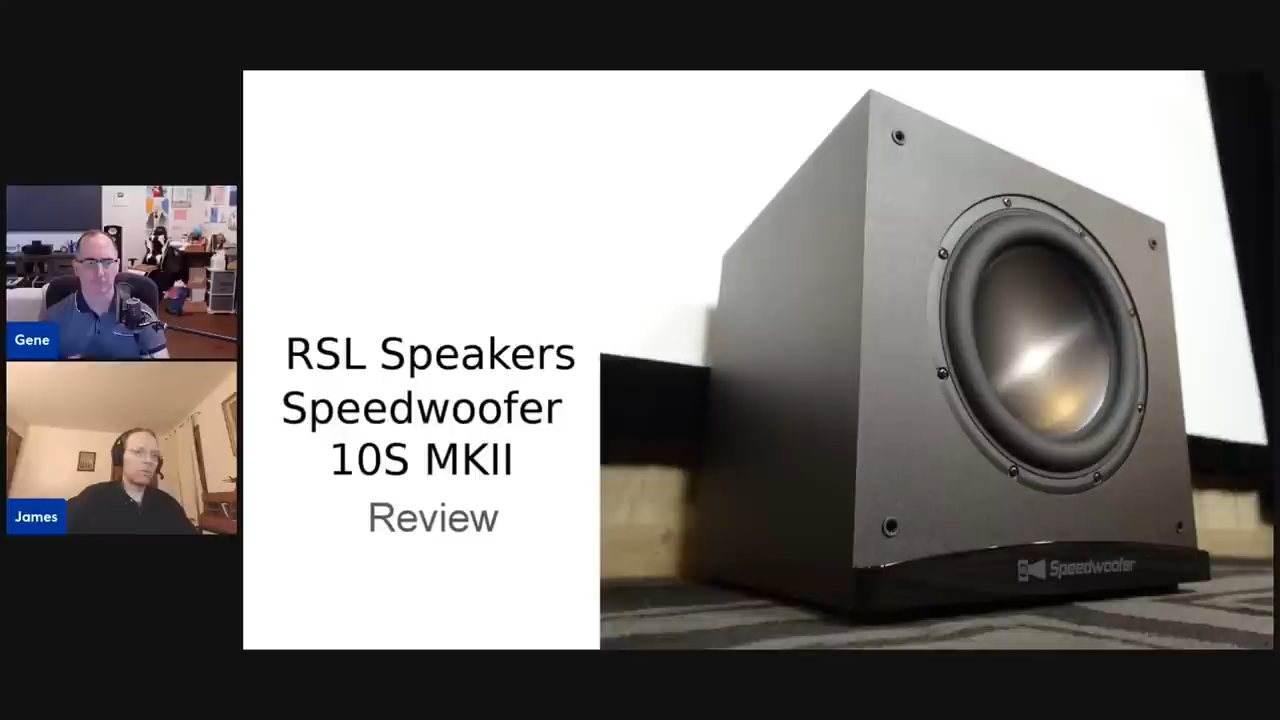 Gene
James
RSL Speakers
Speedwoofer
10S MKII
Review
Speedwoofer